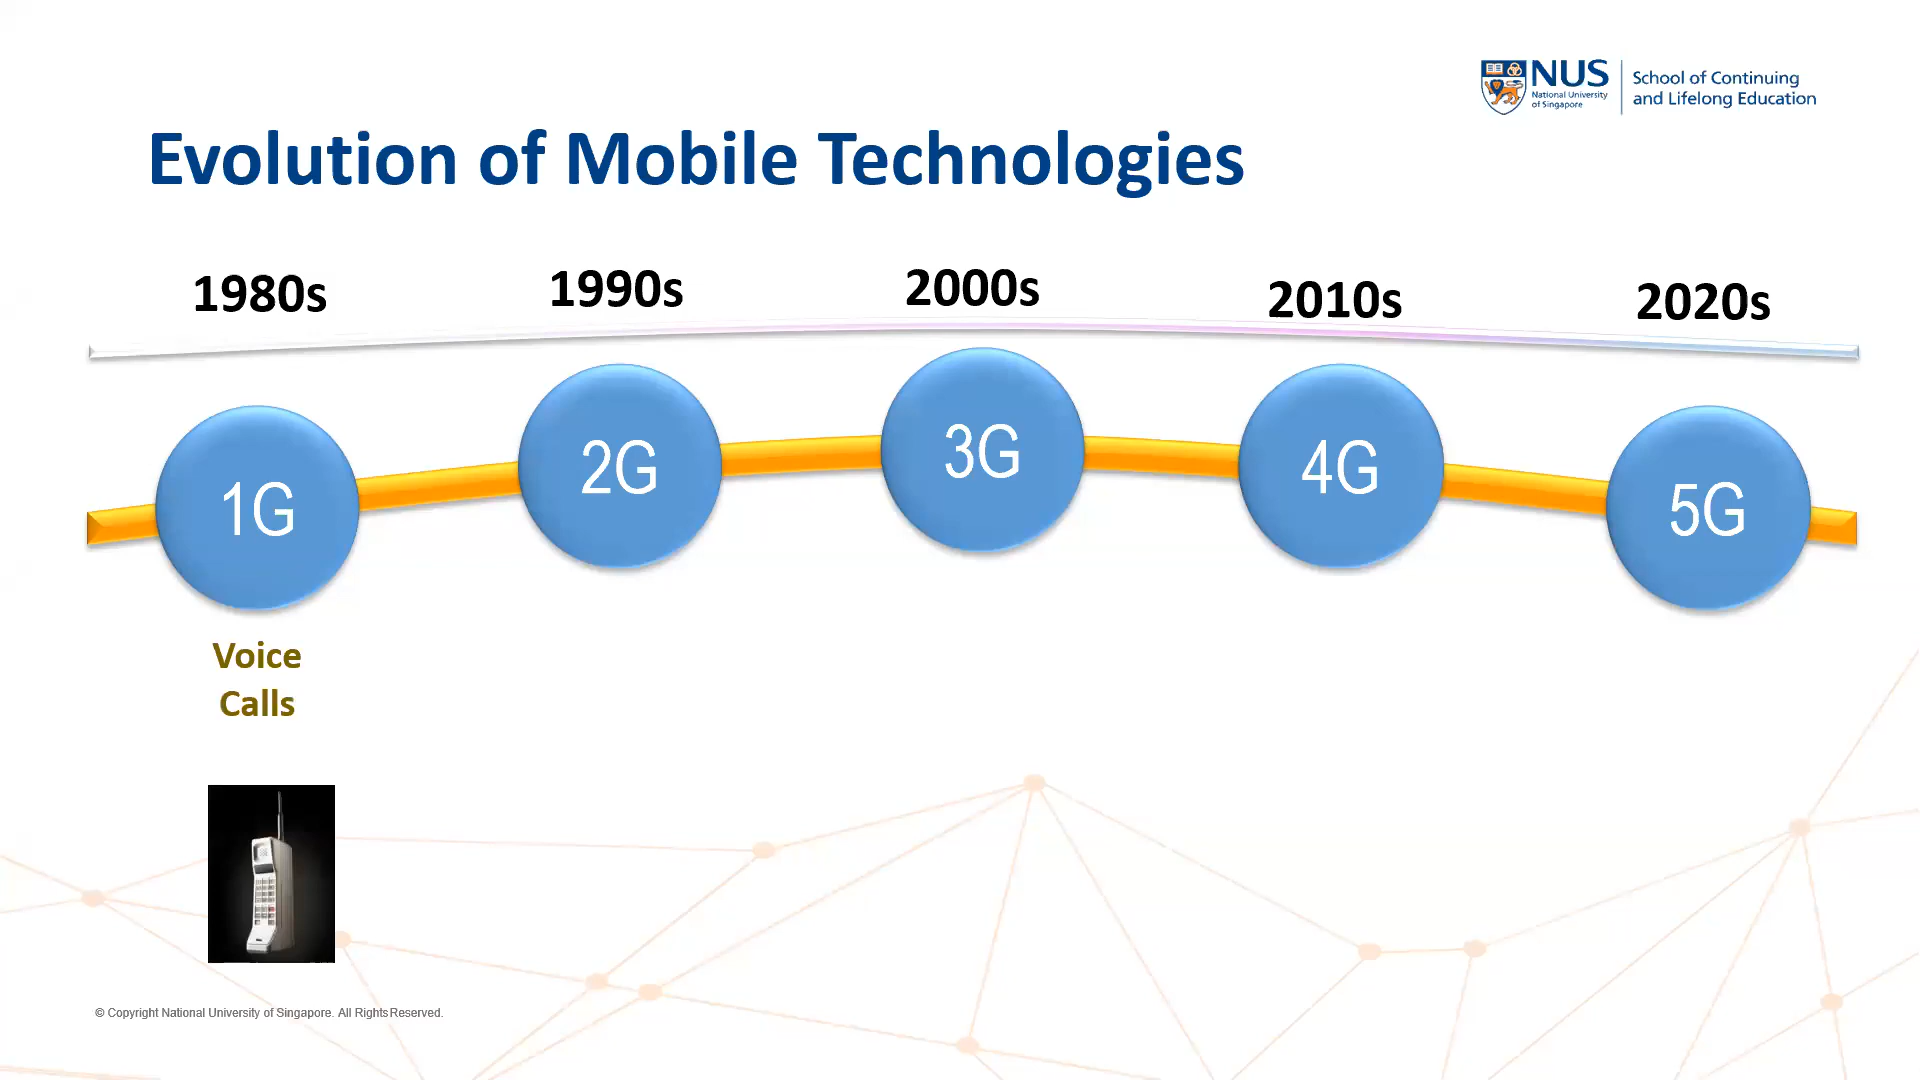 NUS
National University
of Singapore
School of Continuing
and Lifelong Education
Evolution of Mobile Technologies
1980s
1990s
2000s
2010s
2020s
1G
2G
3G
4G
5G
Voice
Calls
© Copyright National University of Singapore. All Rights Reserved.